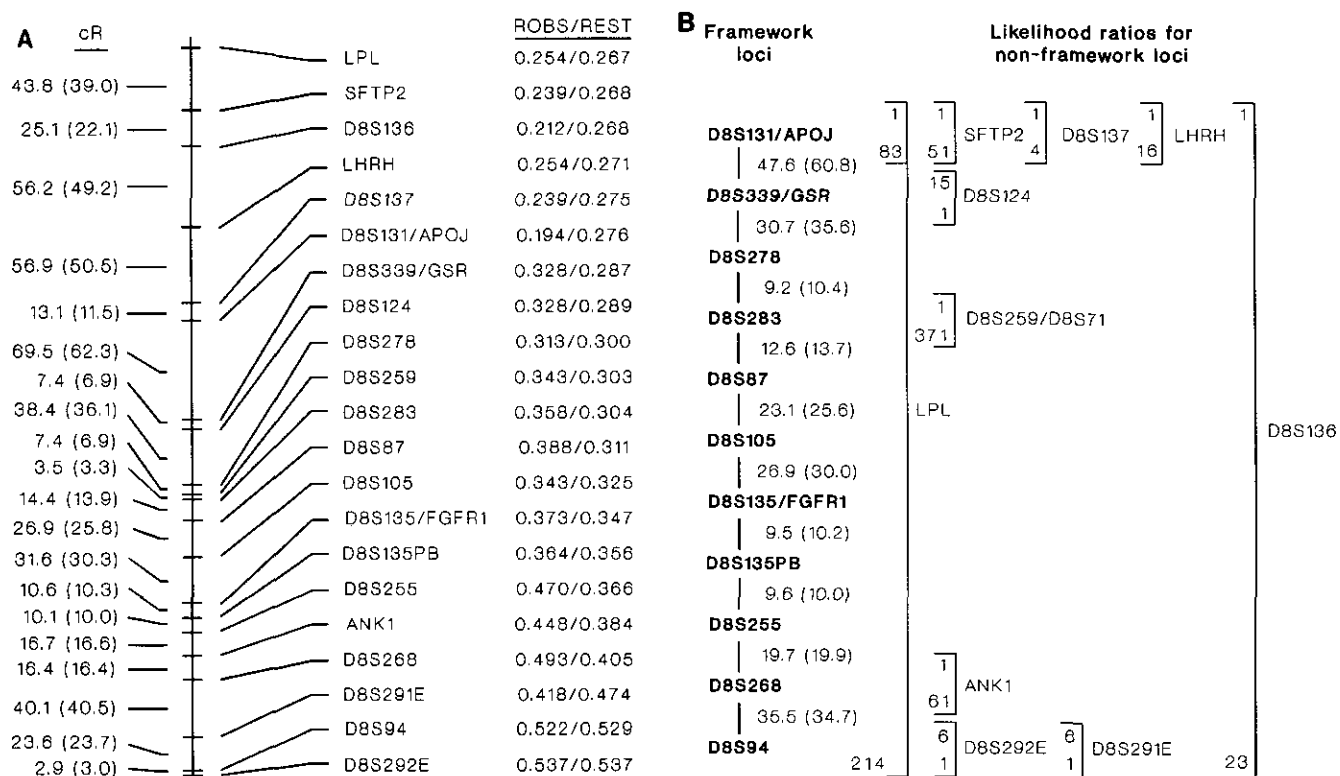 A
cR
ROBS/REST
LPL 0.254/0.267
43.8 (39.0)
SFTP2 0.239/0.268
25.1 (22.1)
D8S136 0.212/0.268
LHRH 0.254/0.271
56.2 (49.2)
D8S137 0.239/0.275
D8S131/APOJ 0.194/0.276
56.9 (50.5)
D8S339/GSR 0.328/0.287
13.1 (11.5)
D8S124 0.328/0.289
69.5 (62.3)
D8S278 0.313/0.300
7.4 (6.9)
D8S259 0.343/0.303
38.4 (36.1)
D8S283 0.358/0.304
7.4 (6.9)
D8S87 0.388/0.311
3.5 (3.3)
D8S105 0.343/0.325
14.4 (13.9)
D8S135/FGFR1 0.373/0.347
26.9 (25.8)
D8S135PB 0.364/0.356
31.6 (30.3)
D8S255 0.470/0.366
10.6 (10.3)
10.1 (10.0)
ANK1 0.448/0.384
16.7 (16.6)
D8S268 0.493/0.405
16.4 (16.4)
D8S291E 0.418/0.474
40.1 (40.5)
D8S94 0.522/0.529
23.6 (23.7)
D8S292E 0.537/0.537
2.9 (3.0)
B
Framework
loci
Likelihood ratios for
non-framework loci
1 1 1 1 1
D8S131/APOJ SFTP2 D8S137 LHRH
83 51 4 16
47.6 (60.8)
15
D8S339/GSR D8S124
1
30.7 (35.6)
D8S278
9.2 (10.4)
1
D8S283 D8S259/D8S71
371
12.6 (13.7)
D8S87
23.1 (25.6) LPL
D8S136
D8S105
26.9 (30.0)
D8S135/FGFR1
9.5 (10.2)
D8S135PB
9.6 (10.0)
D8S255
19.7 (19.9)
1
D8S268 ANK1
61
35.5 (34.7)
6 6
D8S94 D8S292E D8S291E
214 1 1 23